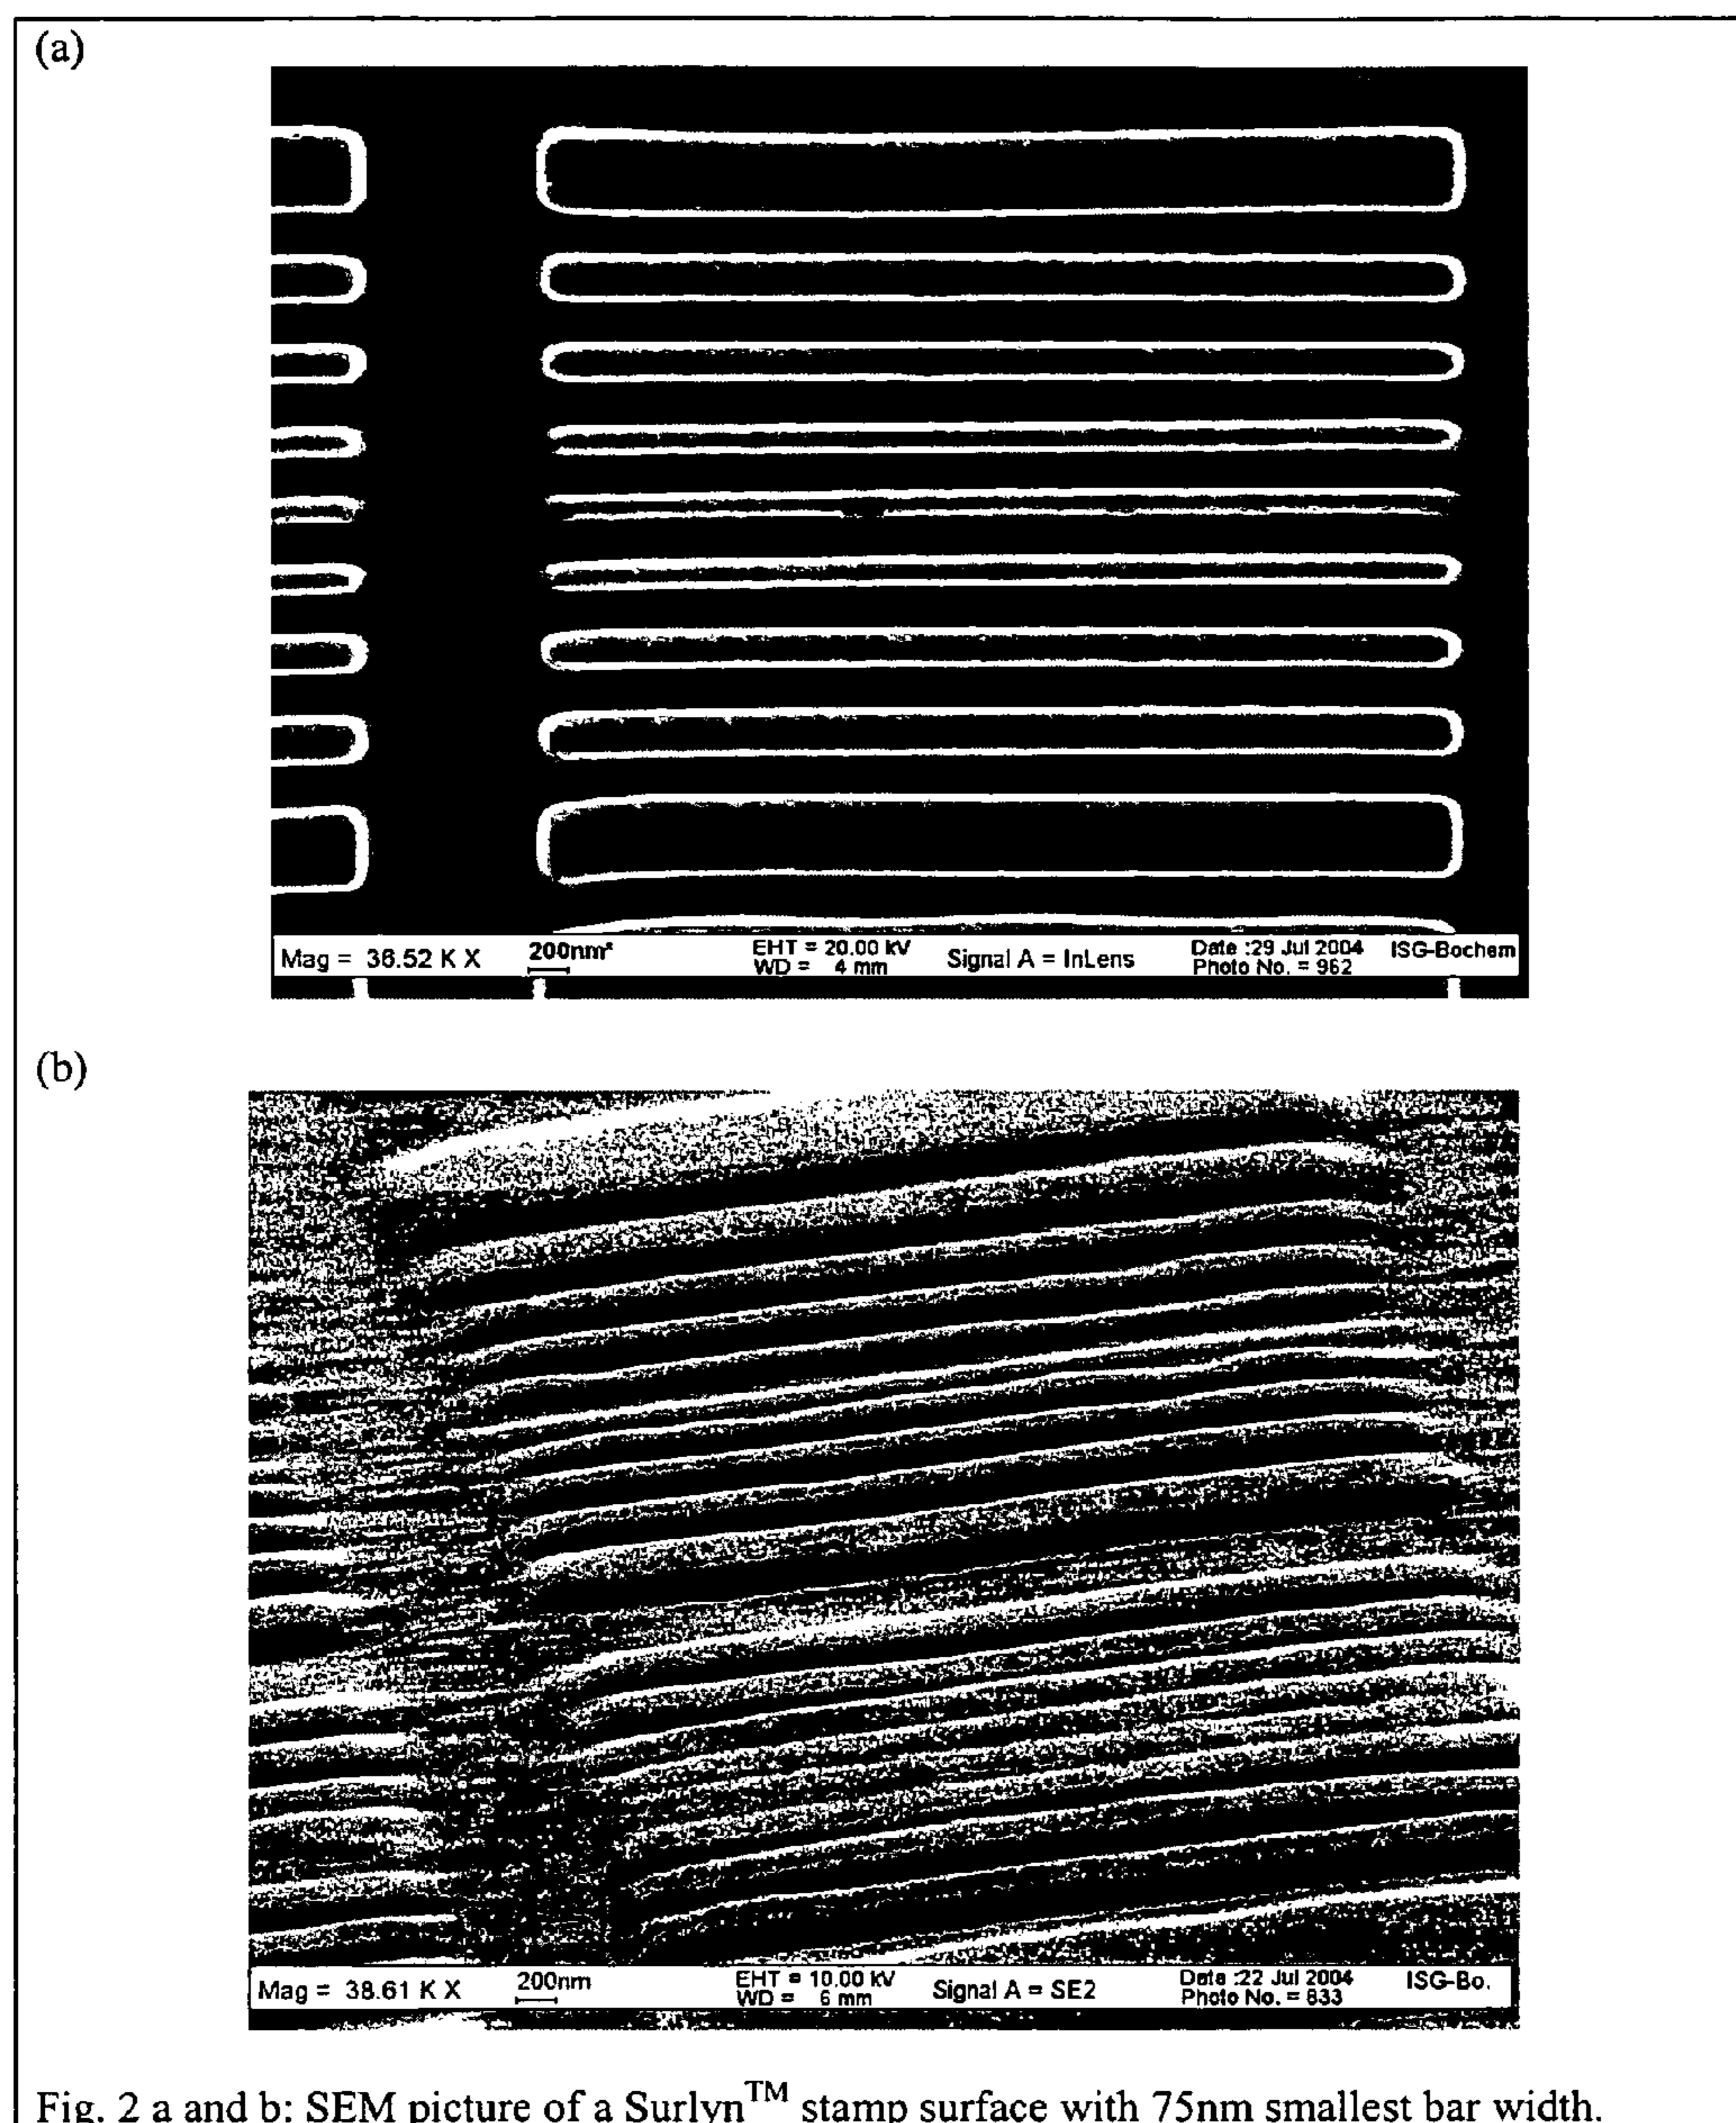 (a)
Mag = 36.52 K X 200nm* EHT = 20.00 kV Signal A = InLens Date :29 Jul 2004 ISG-Bochem
WD = 4 mm Photo No. = 962
(b)
Mag = 38.61 K X 200nm EHT = 10.00 kV Signal A = SE2 Date :22 Jul 2004 ISG-Bo.
WD = 6 mm Photo No. = 833
Fig. 2 a and b: SEM picture of a Surlyn™ stamp surface with 75nm smallest bar width.